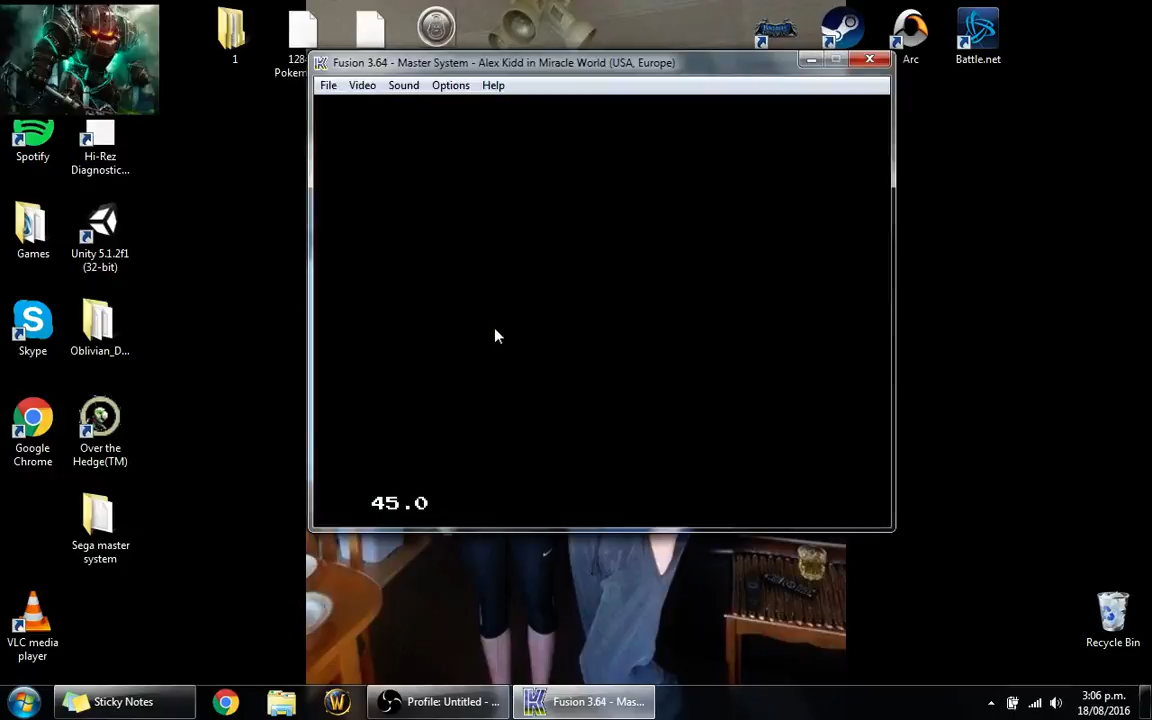 1
128
Pokem
Arc
Battle.net
Fusion 3.64 - Master System - Alex Kidd in Miracle World (USA, Europe)
File Video Sound Options Help
Spotify
Hi-Rez
Diagnostic...
Games
Unity 5.1.2f1
(32-bit)
Skype
Oblivian_D...
Google
Chrome
Over the
Hedge(TM)
45.0
Sega master
system
VLC media
player
Recycle Bin
Sticky Notes
Profile: Untitled - ...
Fusion 3.64 - Mas...
3:06 p.m.
18/08/2016